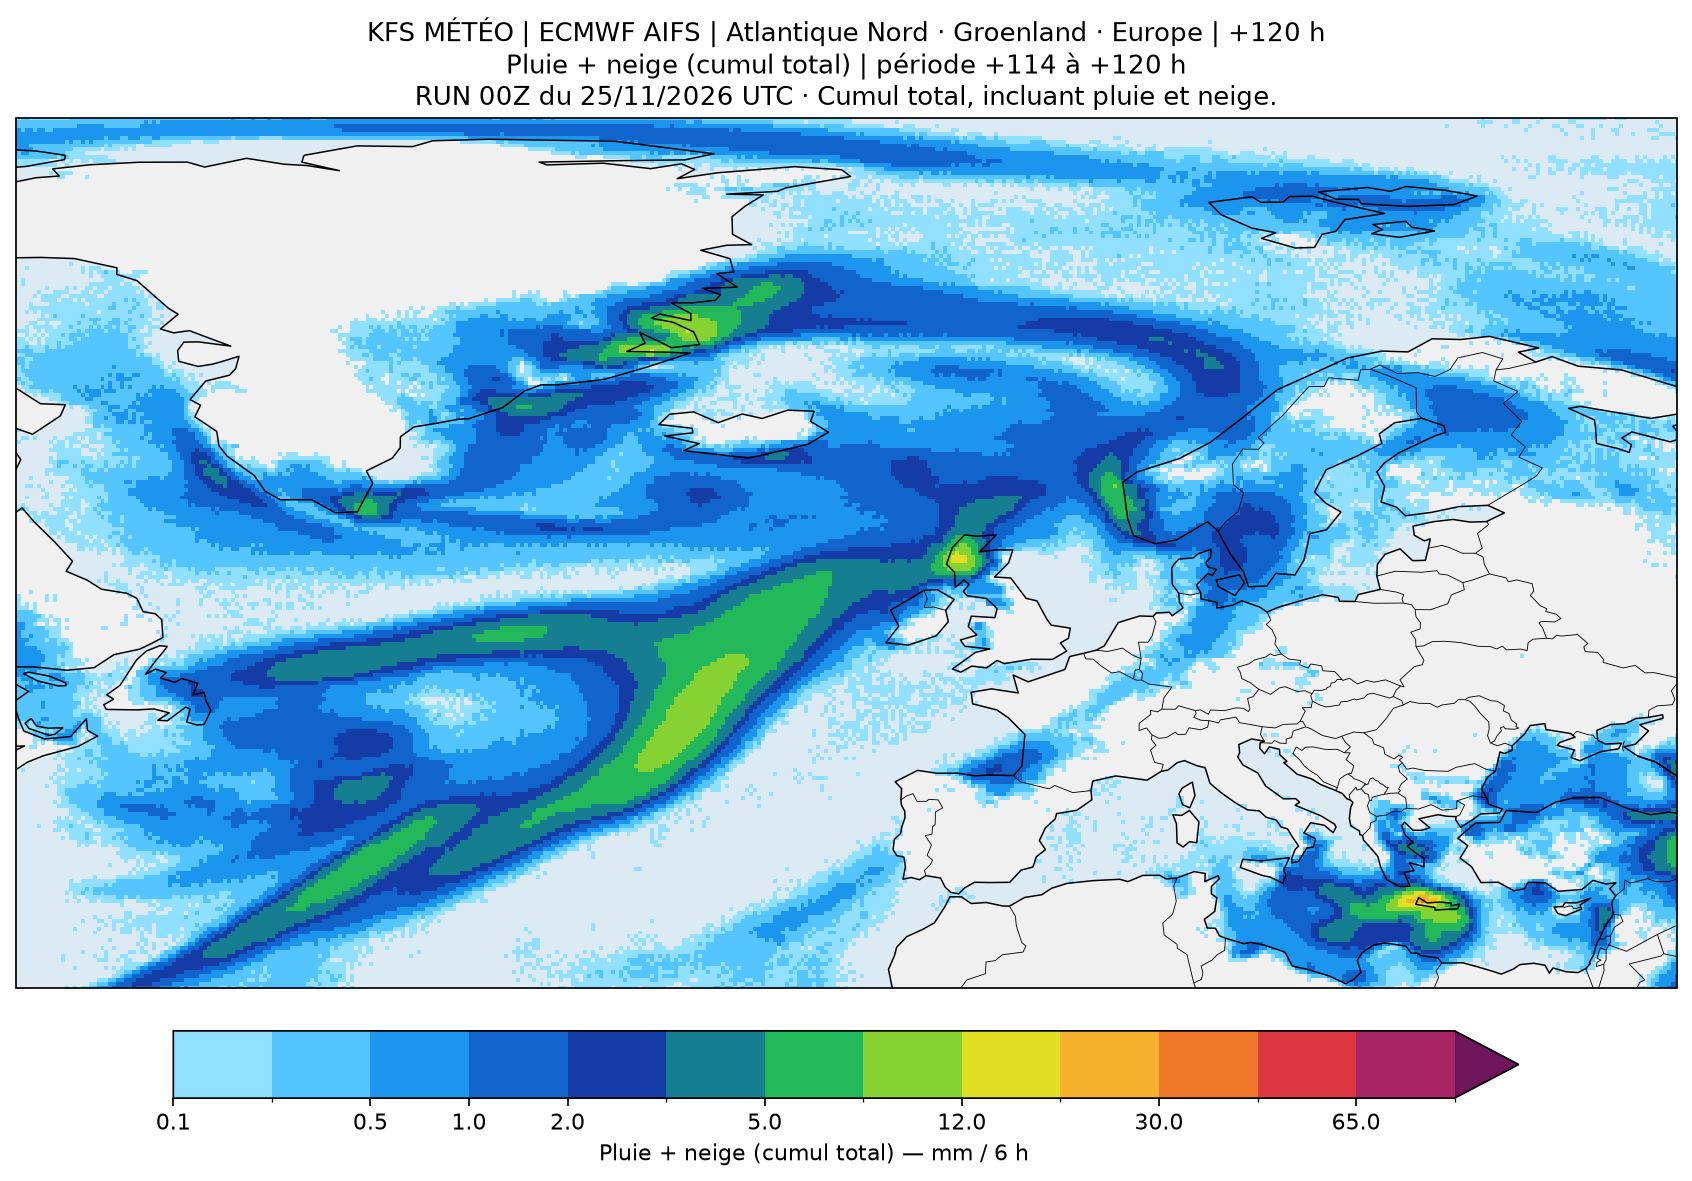 KFS MÉTÉO | ECMWF AIFS | Atlantique Nord · Groenland · Europe | +120 h
Pluie + neige (cumul total) | période +114 à +120 h
RUN 00Z du 25/11/2026 UTC · Cumul total, incluant pluie et neige.
0.1 0.5 1.0 2.0 5.0 12.0 30.0 65.0
Pluie + neige (cumul total) — mm / 6 h